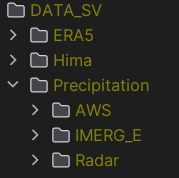 DATA_SV
ERA5
Hima
Precipitation
AWS
IMERG_E
Radar